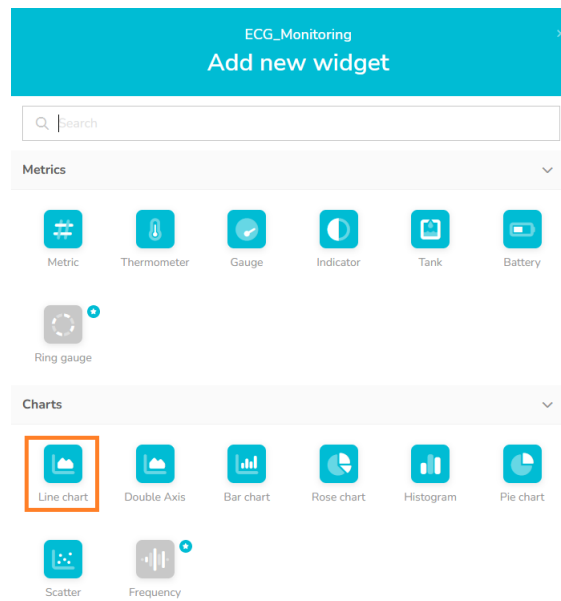 ECG_Monitoring
Add new widget
Search
Metrics
Metric Thermometer Gauge Indicator Tank Battery
Ring gauge
Charts
Line chart Double Axis Bar chart Rose chart Histogram Pie chart
Scatter Frequency